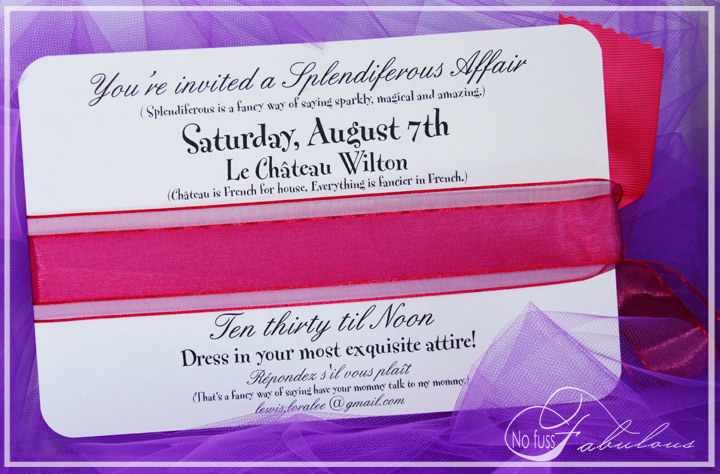 You're invited a Splendiferous Affair
( Splendiferous is a fancy way of saying sparkly, magical and amazing.)
Saturday, August 7th
Le Château Wilton
(Château is French for house. Everything is fancier in French.)
Ten thirty til Noon
Dress in your most exquisite attire!
Répondez s'il vous plaît
(That's a fancy way of saying have your mommy talk to my mommy.)
lewis.loralee @gmail.com
No fuss Fabulous